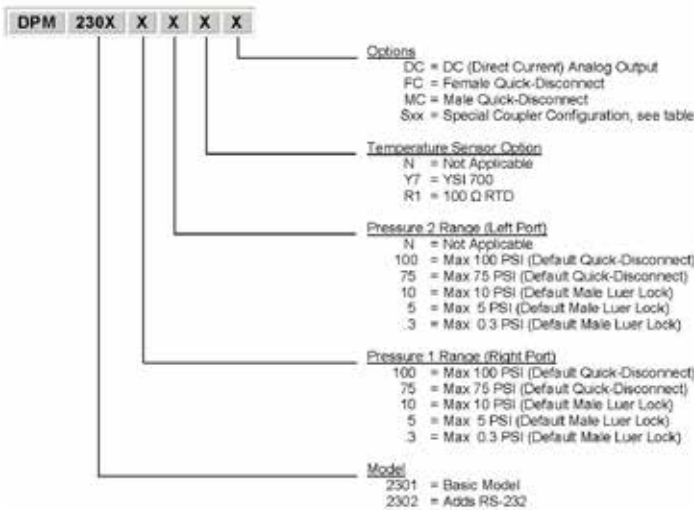 DPM 230X X X X X
Options
DC = DC (Direct Current) Analog Output
FC = Female Quick-Disconnect
MC = Male Quick-Disconnect
Sxx = Special Coupler Configuration, see table
Temperature Sensor Option
N = Not Applicable
Y7 = YSI 700
R1 = 100 Ω RTD
Pressure 2 Range (Left Port)
N = Not Applicable
100 = Max 100 PSI (Default Quick-Disconnect)
75 = Max 75 PSI (Default Quick-Disconnect)
10 = Max 10 PSI (Default Male Luer Lock)
5 = Max 5 PSI (Default Male Luer Lock)
.3 = Max 0.3 PSI (Default Male Luer Lock)
Pressure 1 Range (Right Port)
100 = Max 100 PSI (Default Quick-Disconnect)
75 = Max 75 PSI (Default Quick-Disconnect)
10 = Max 10 PSI (Default Male Luer Lock)
5 = Max 5 PSI (Default Male Luer Lock)
.3 = Max 0.3 PSI (Default Male Luer Lock)
Model
2301 = Basic Model
2302 = Adds RS-232